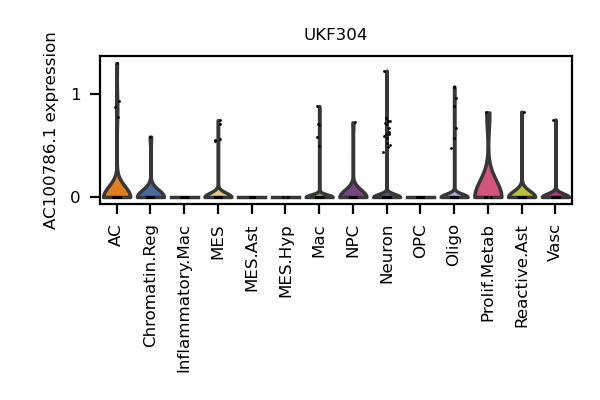 UKF304
AC100786.1 expression
1
0
AC
Chromatin.Reg
Inflammatory.Mac
MES
MES.Ast
MES.Hyp
Mac
NPC
Neuron
OPC
Oligo
Prolif.Metab
Reactive.Ast
Vasc